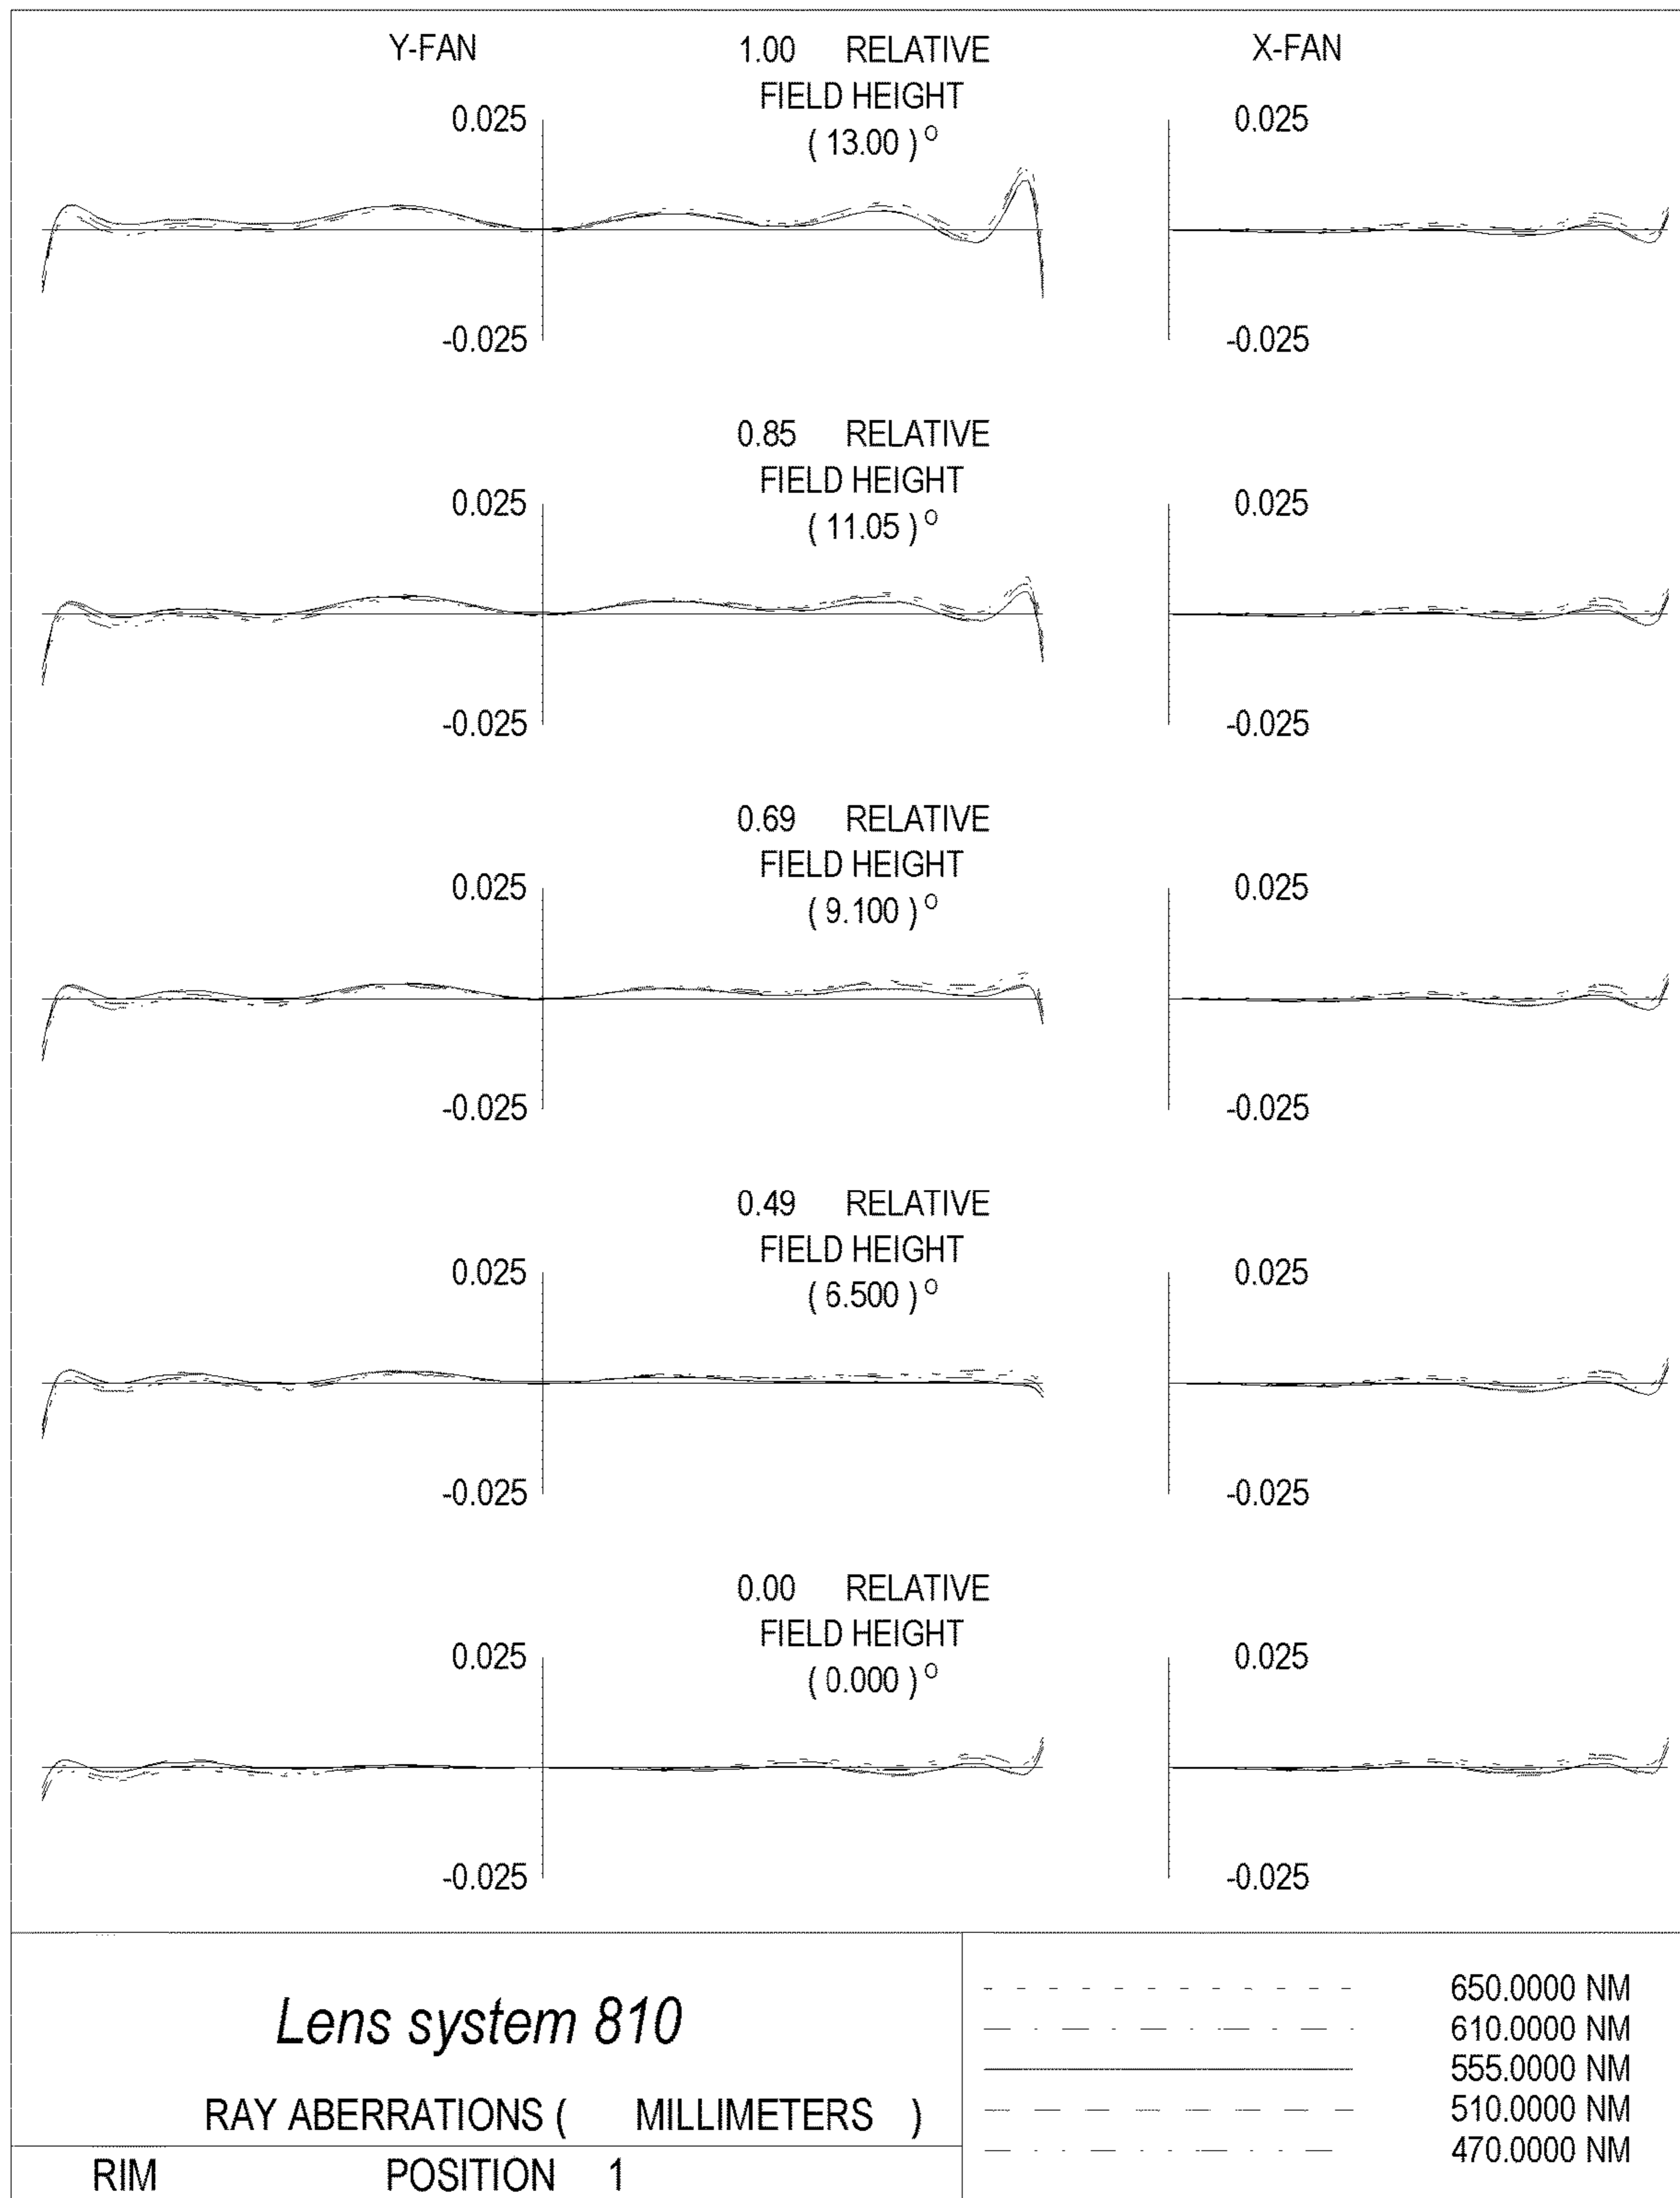 Y-FAN 1.00 RELATIVE X-FAN
FIELD HEIGHT
0.025 ( 13.00 )° 0.025
-0.025 -0.025
0.85 RELATIVE
FIELD HEIGHT
0.025 ( 11.05 )° 0.025
-0.025 -0.025
0.69 RELATIVE
FIELD HEIGHT
0.025 ( 9.100 )° 0.025
-0.025 -0.025
0.49 RELATIVE
FIELD HEIGHT
0.025 ( 6.500 )° 0.025
-0.025 -0.025
0.00 RELATIVE
FIELD HEIGHT
0.025 ( 0.000 )° 0.025
-0.025 -0.025
Lens system 810
RAY ABERRATIONS ( MILLIMETERS )
RIM POSITION 1
650.0000 NM
610.0000 NM
555.0000 NM
510.0000 NM
470.0000 NM